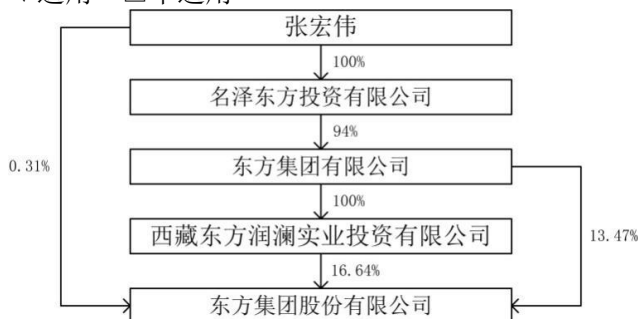 张宏伟
100%
名泽东方投资有限公司
94%
0.31%
东方集团有限公司
100%
西藏东方润澜实业投资有限公司
13.47%
16.64%
东方集团股份有限公司